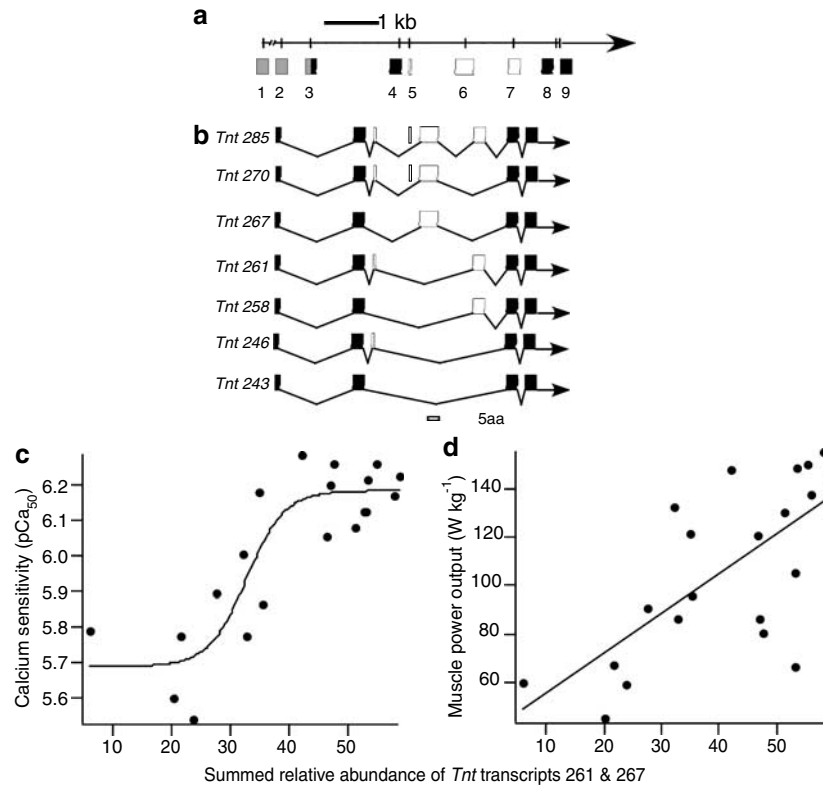 a
1 kb
1 2 3 4 5 6 7 8 9
b
Tnt 285
Tnt 270
Tnt 267
Tnt 261
Tnt 258
Tnt 246
Tnt 243
5aa
c
Calcium sensitivity (pCa50)
6.2
6.1
6.0
5.9
5.8
5.7
5.6
10 20 30 40 50
d
Muscle power output (W kg-1)
140
120
100
80
60
10 20 30 40 50
Summed relative abundance of Tnt transcripts 261 & 267